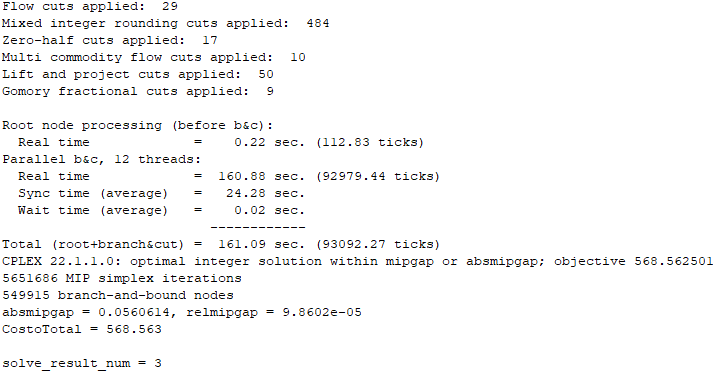 Flow cuts applied:  29
Mixed integer rounding cuts applied:  484
Zero-half cuts applied:  17
Multi commodity flow cuts applied:  10
Lift and project cuts applied:  50
Gomory fractional cuts applied:  9

Root node processing (before b&c):
  Real time             =    0.22 sec. (112.83 ticks)
Parallel b&c, 12 threads:
  Real time             =  160.88 sec. (92979.44 ticks)
  Sync time (average)   =   24.28 sec.
  Wait time (average)   =    0.02 sec.
                          ------------
Total (root+branch&cut) =  161.09 sec. (93092.27 ticks)
CPLEX 22.1.1.0: optimal integer solution within mipgap or absmipgap; objective 568.562501
5651686 MIP simplex iterations
549915 branch-and-bound nodes
absmipgap = 0.0560614, relmipgap = 9.8602e-05
CostoTotal = 568.563

solve_result_num = 3